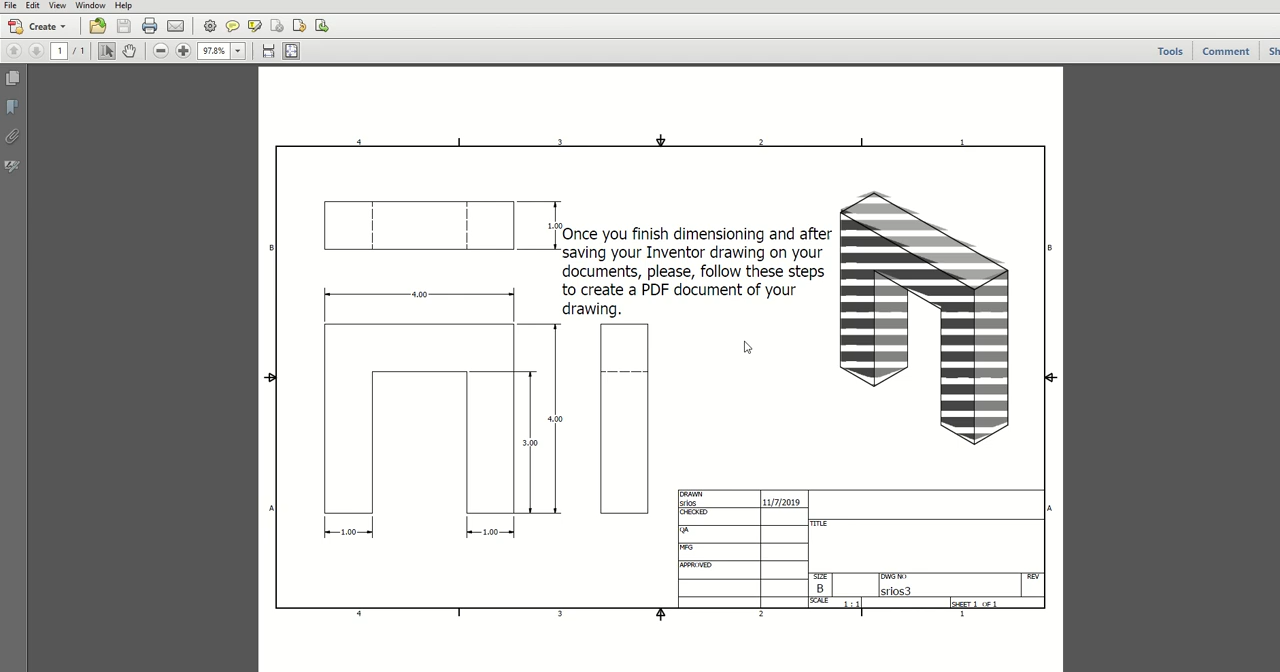 File Edit View Window Help
Create
1 / 1 97.8% Tools Comment Sh
4 3 2 1
B B
1.00
Once you finish dimensioning and after
saving your Inventor drawing on your
documents, please, follow these steps
to create a PDF document of your
drawing.
4.00
4.00
3.00
1.00 1.00
A A
DRAWN
srios 11/7/2019
CHECKED
QA
MFG
APPROVED
TITLE
SIZE
B
DWG NO
srios3
REV
SCALE 1 : 1
SHEET 1 OF 1
4 3 2 1